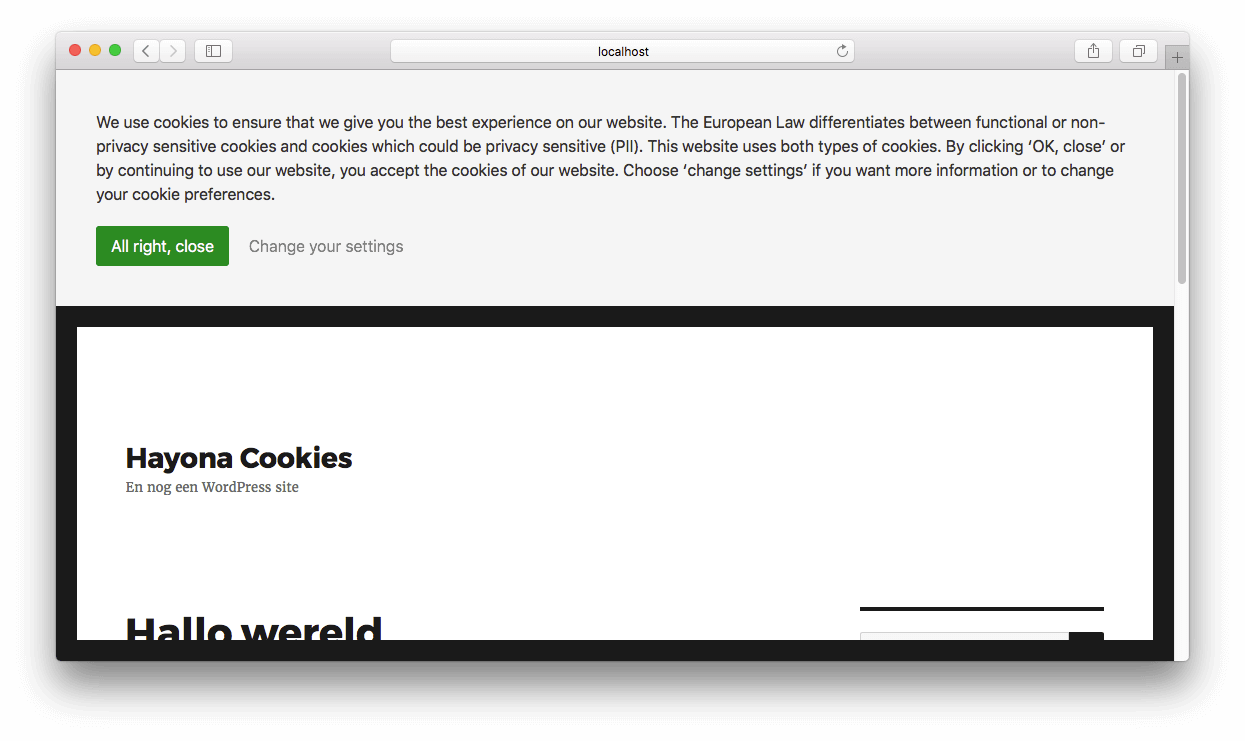 localhost
We use cookies to ensure that we give you the best experience on our website. The European Law differentiates between functional or non-
privacy sensitive cookies and cookies which could be privacy sensitive (PII). This website uses both types of cookies. By clicking ‘OK, close’ or
by continuing to use our website, you accept the cookies of our website. Choose ‘change settings’ if you want more information or to change
your cookie preferences.
All right, close
Change your settings
Hayona Cookies
En nog een WordPress site
Hallo wereld